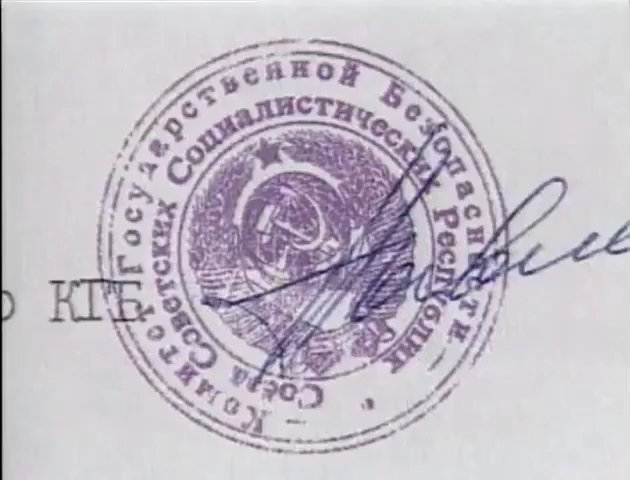 Комитет Государственной Безопасности
Союза Советских Социалистических Республик
КГБ